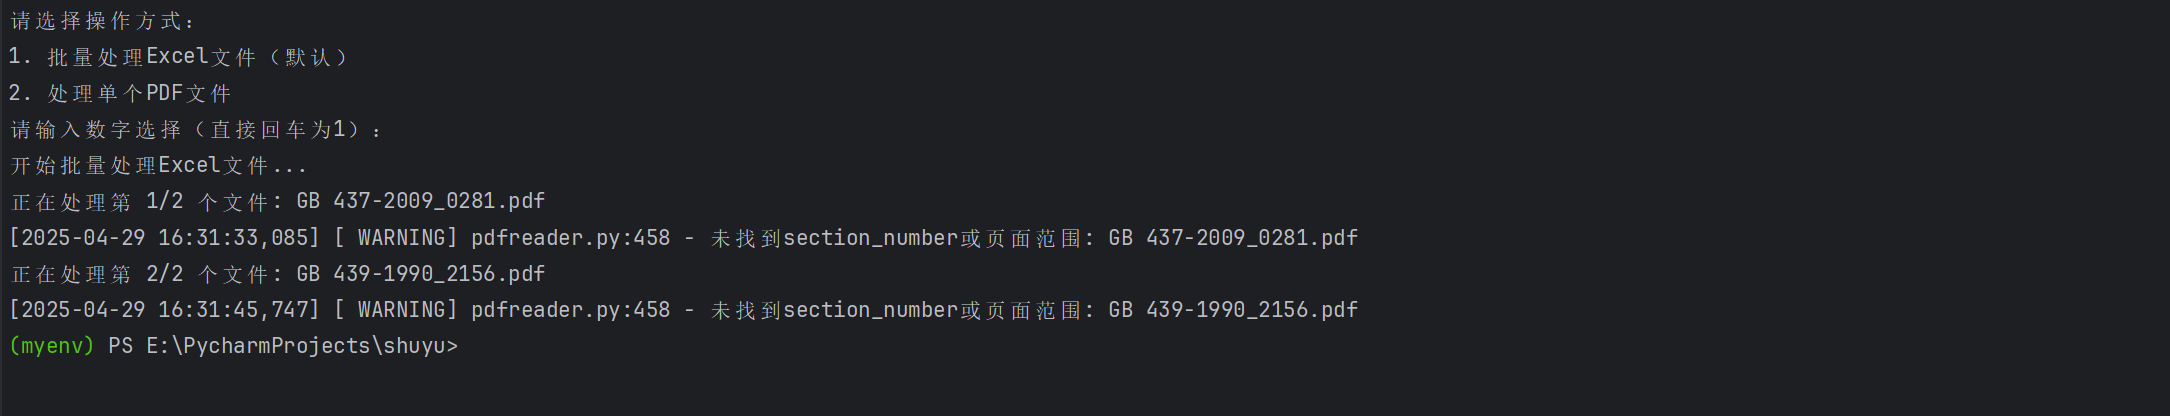 请选择操作方式：
1. 批量处理Excel文件（默认）
2. 处理单个PDF文件
请输入数字选择（直接回车为1）：
开始批量处理Excel文件...
正在处理第 1/2 个文件: GB 437-2009_0281.pdf
[2025-04-29 16:31:33,085] [ WARNING] pdfreader.py:458 - 未找到section_number或页面范围: GB 437-2009_0281.pdf
正在处理第 2/2 个文件: GB 439-1990_2156.pdf
[2025-04-29 16:31:45,747] [ WARNING] pdfreader.py:458 - 未找到section_number或页面范围: GB 439-1990_2156.pdf
(myenv) PS E:\PycharmProjects\shuyu>